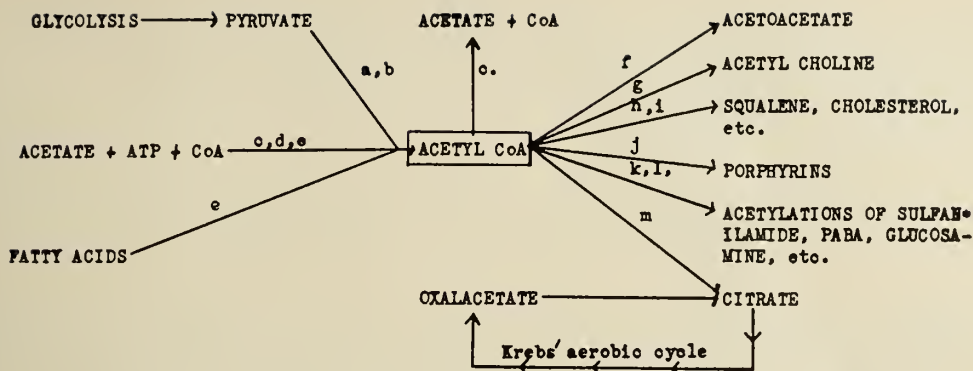 GLYCOLYSIS
PYRUVATE
ACETATE + CoA
ACETOACETATE
a,b
c.
f
ACETYL CHOLINE
g
h,i
SQUALENE, CHOLESTEROL,
etc.
ACETATE + ATP + CoA
c,d,e
ACETYL CoA
j
k,l,
PORPHYRINS
e
m
ACETYLATIONS OF SULFAN-
ILAMIDE, PABA, GLUCOSA-
MINE, etc.
FATTY ACIDS
OXALACETATE
CITRATE
Krebs' aerobic cycle